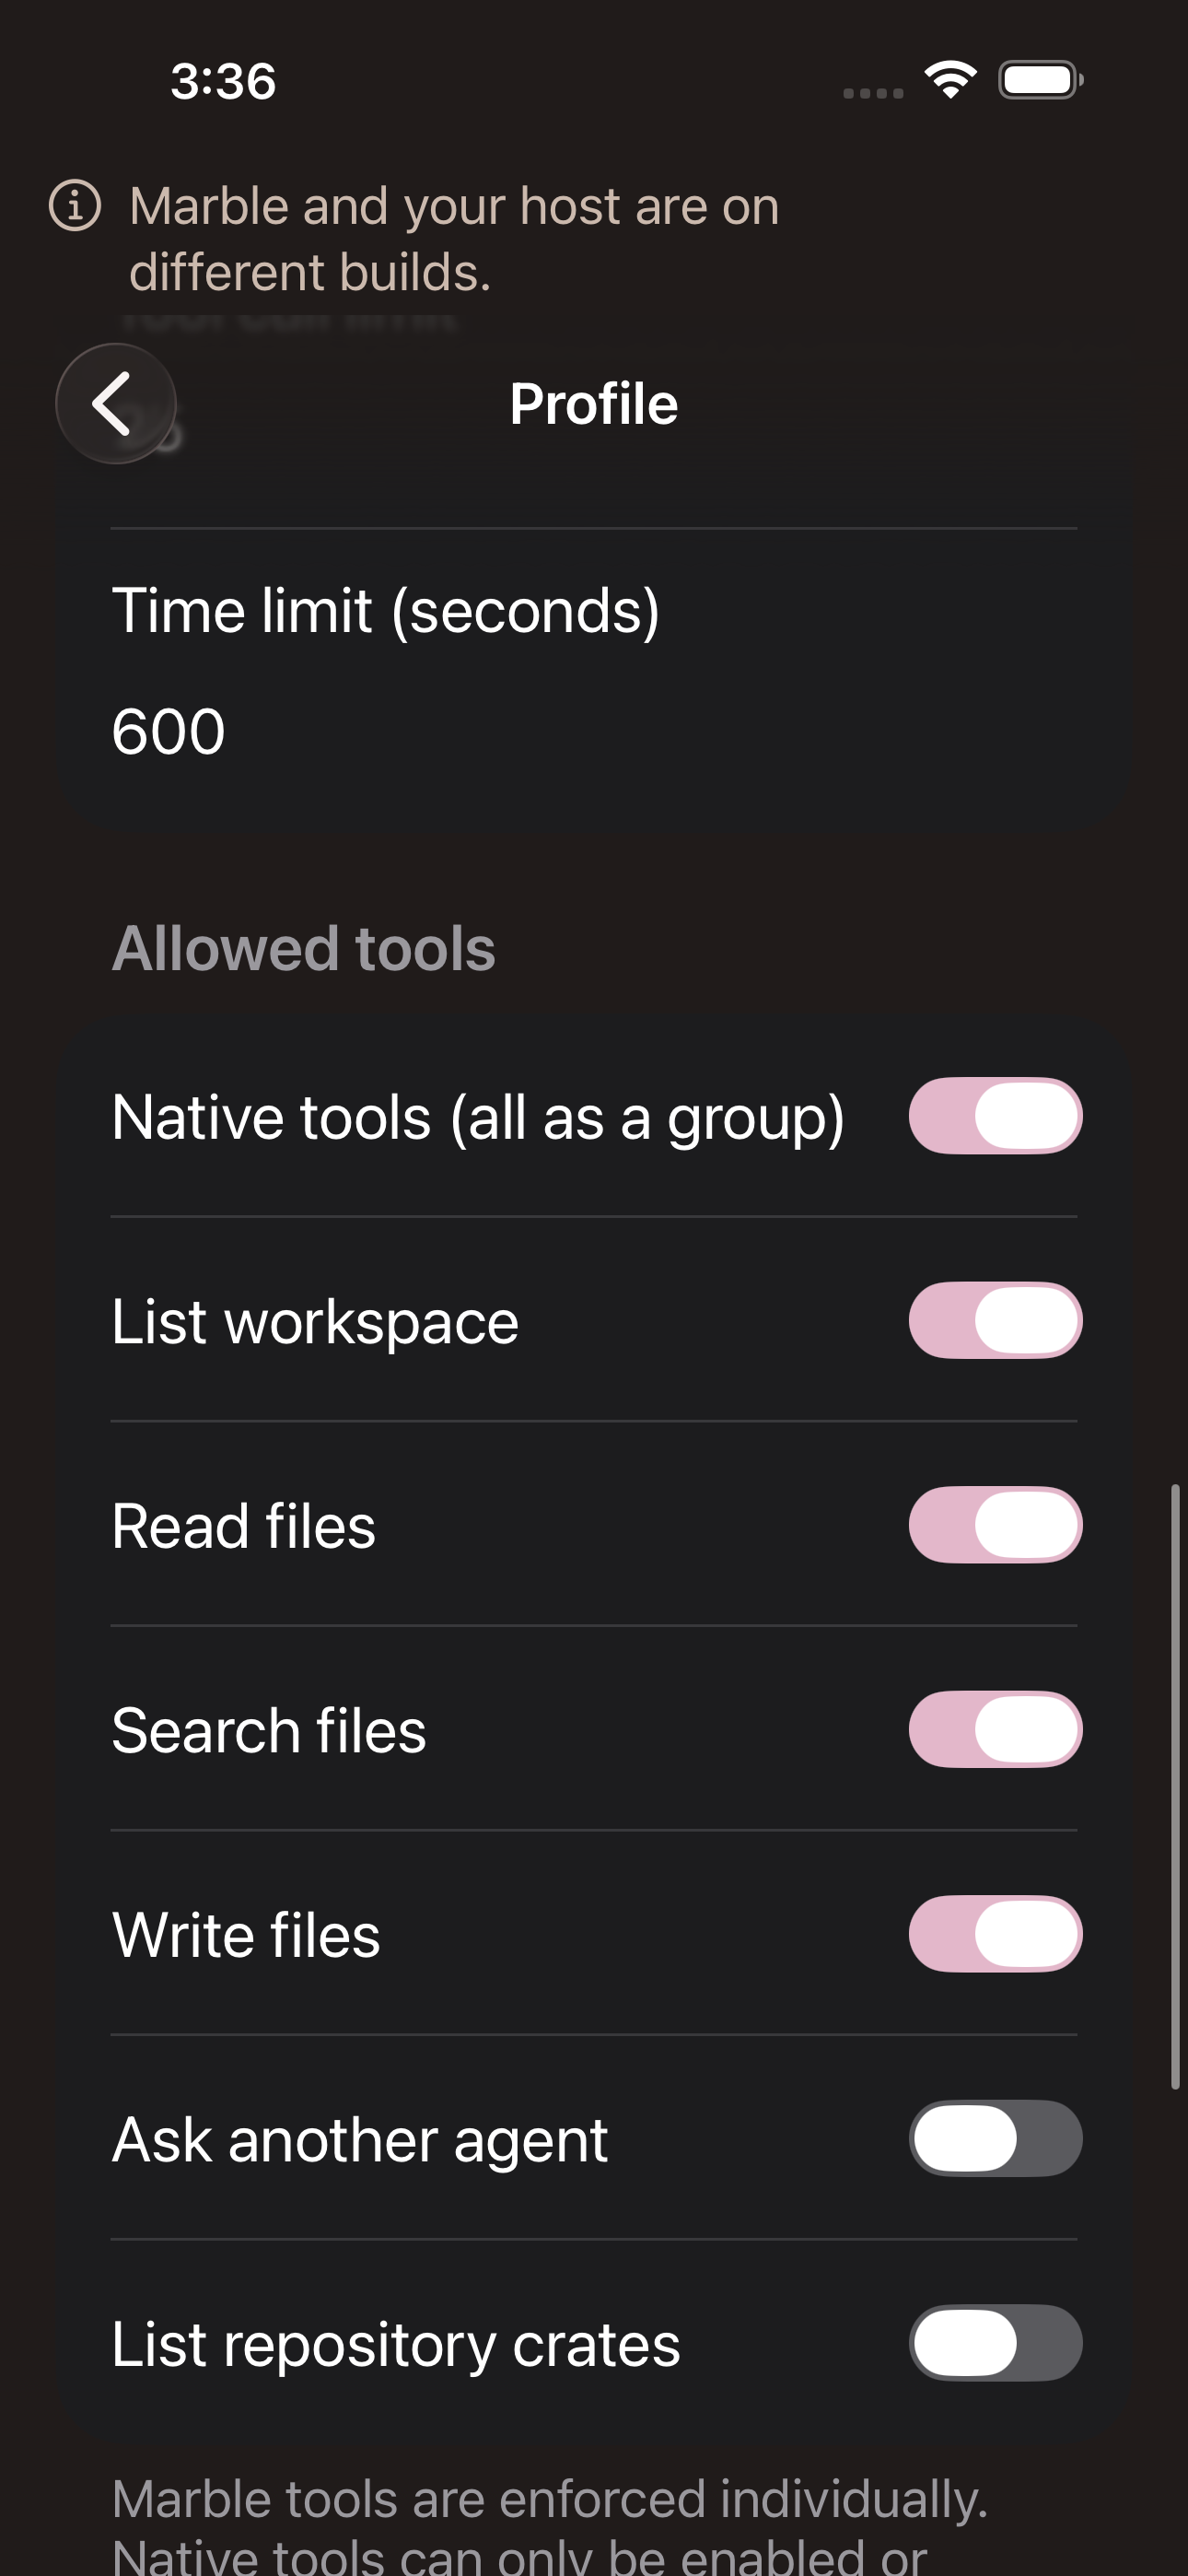 3:36
Marble and your host are on
different builds.
Profile
Time limit (seconds)
600
Allowed tools
Native tools (all as a group)
List workspace
Read files
Search files
Write files
Ask another agent
List repository crates
Marble tools are enforced individually.
Native tools can only be enabled or